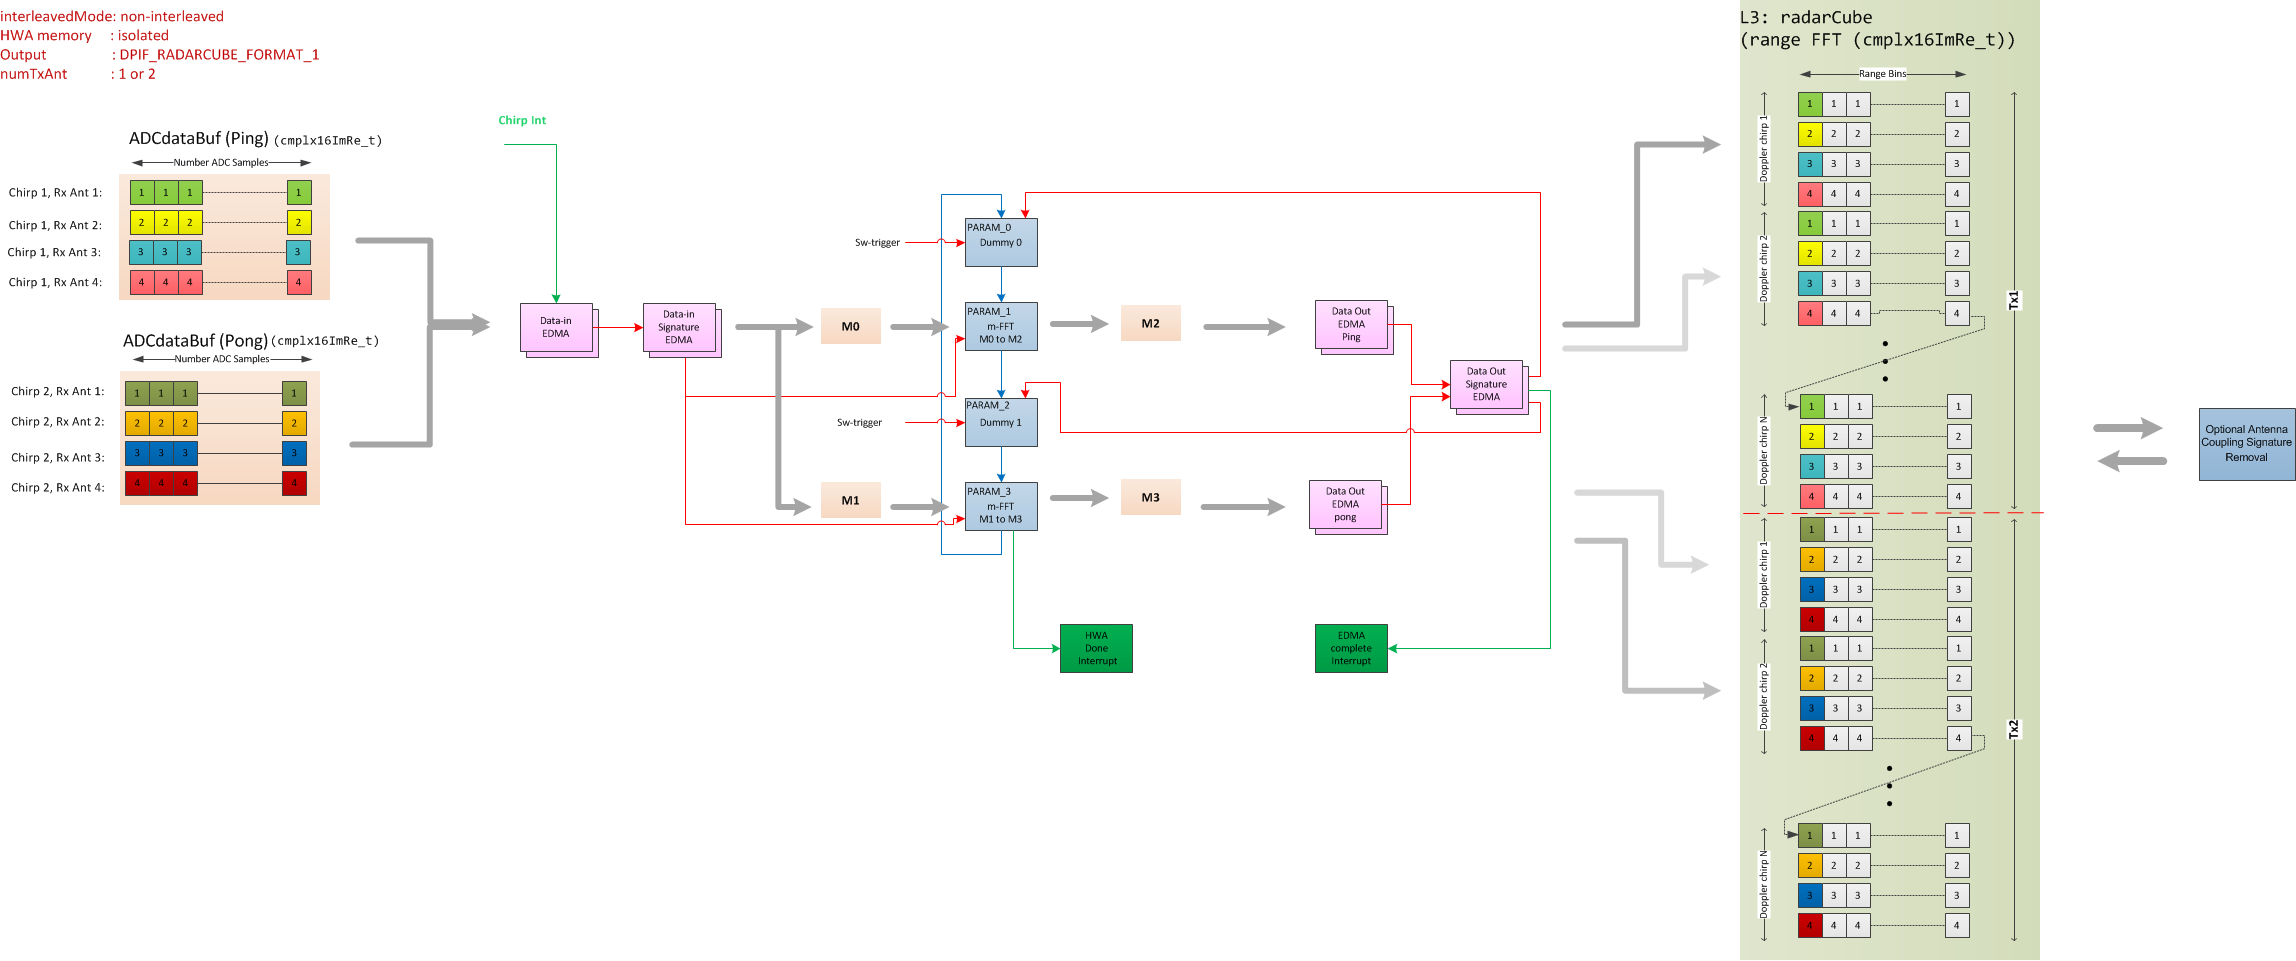 interleavedMode: non-interleaved
HWA memory : isolated
Output : DPIF_RADARCUBE_FORMAT_1
numTxAnt : 1 or 2
ADCdataBuf (Ping) (cmplx16ImRe_t)
Number ADC Samples
Chirp 1, Rx Ant 1: 1 1 1 1
Chirp 1, Rx Ant 2: 2 2 2 2
Chirp 1, Rx Ant 3: 3 3 3 3
Chirp 1, Rx Ant 4: 4 4 4 4
ADCdataBuf (Pong) (cmplx16ImRe_t)
Number ADC Samples
Chirp 2, Rx Ant 1: 1 1 1 1
Chirp 2, Rx Ant 2: 2 2 2 2
Chirp 2, Rx Ant 3: 3 3 3 3
Chirp 2, Rx Ant 4: 4 4 4 4
Chirp Int
Data-in
EDMA
Data-in
Signature
EDMA
M0
M1
Sw-trigger
PARAM_0
Dummy 0
PARAM_1
m-FFT
M0 to M2
Sw-trigger
PARAM_2
Dummy 1
PARAM_3
m-FFT
M1 to M3
M2
M3
HWA
Done
Interrupt
Data Out
EDMA
Ping
Data Out
EDMA
pong
Data Out
Signature
EDMA
EDMA
complete
Interrupt
L3: radarCube
(range FFT (cmplx16ImRe_t))
Range Bins
Doppler chirp 1
1 1 1 1
2 2 2 2
3 3 3 3
4 4 4 4
Doppler chirp 2
1 1 1 1
2 2 2 2
3 3 3 3
4 4 4 4
Tx1
Doppler chirp N
1 1 1 1
2 2 2 2
3 3 3 3
4 4 4 4
Doppler chirp 1
1 1 1 1
2 2 2 2
3 3 3 3
4 4 4 4
Doppler chirp 2
1 1 1 1
2 2 2 2
3 3 3 3
4 4 4 4
Tx2
Doppler chirp N
1 1 1 1
2 2 2 2
3 3 3 3
4 4 4 4
Optional Antenna
Coupling Signature
Removal